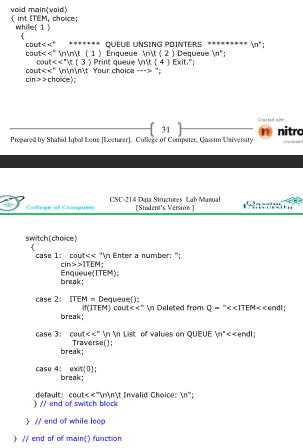 void main(void)
{ int ITEM, choice;
while( 1 )
{
cout<<" ******* QUEUE UNSING POINTERS ********* \n";
cout<<" \n\n\t ( 1 ) Enqueue \n\t ( 2 ) Dequeue \n";
cout<<"\t ( 3 ) Print queue \n\t ( 4 ) Exit.";
cout<<" \n\n\n\t Your choice ---> ";
cin>>choice);
Created with
31
nitro
Prepared by Shahid Iqbal Lone [Lecturer], College of Computer, Qassim University
CSC-214 Data Structures Lab Manual
College of Computer
[Student's Version ]
Qassim University
switch(choice)
{
case 1: cout<< "\n Enter a number: ";
cin>>ITEM;
Enqueue(ITEM);
break;
case 2: ITEM = Dequeue();
if(ITEM) cout<<" \n Deleted from Q = "<<ITEM<<endl;
break;
case 3: cout<<" \n \n List of values on QUEUE \n"<<endl;
Traverse();
break;
case 4: exit(0);
break;
default: cout<<"\n\n\t Invalid Choice: \n";
} // end of switch block
} // end of while loop
} // end of of main() function